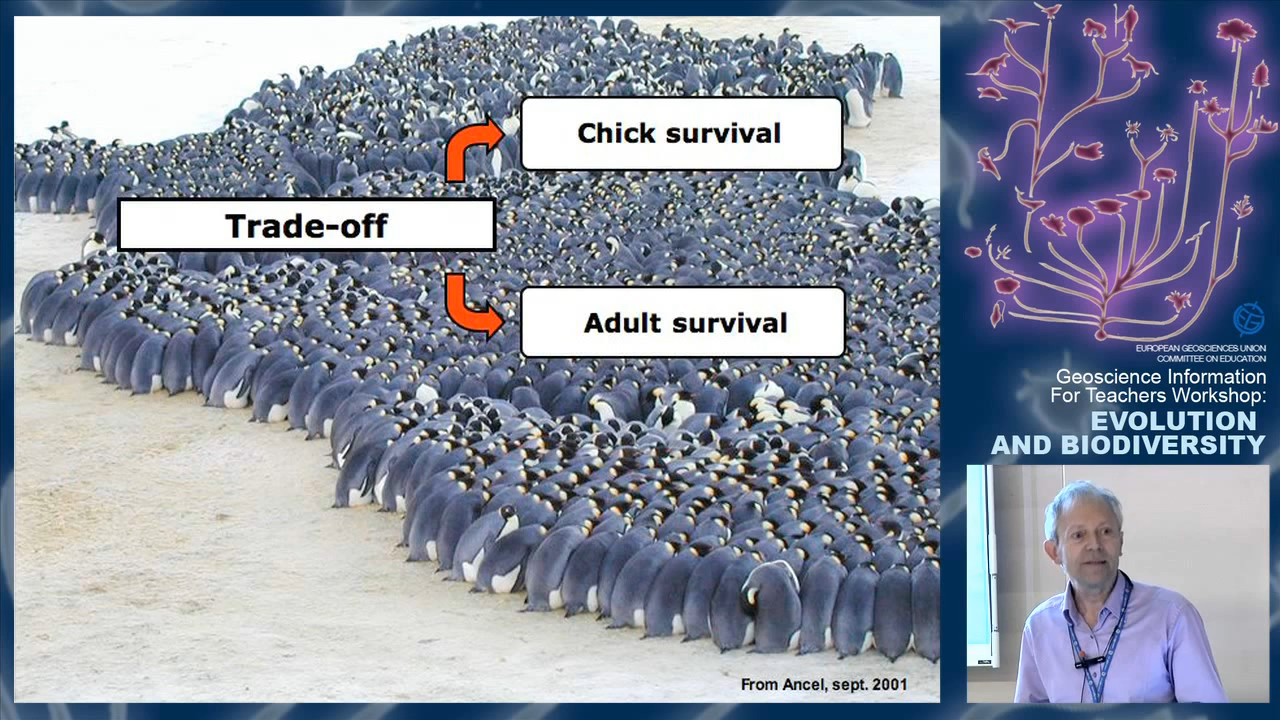 Chick survival
Trade-off
Adult survival
From Ancel, sept. 2001
EUROPEAN GEOSCIENCES UNION
COMMITTEE ON EDUCATION
Geoscience Information
For Teachers Workshop:
EVOLUTION
AND BIODIVERSITY